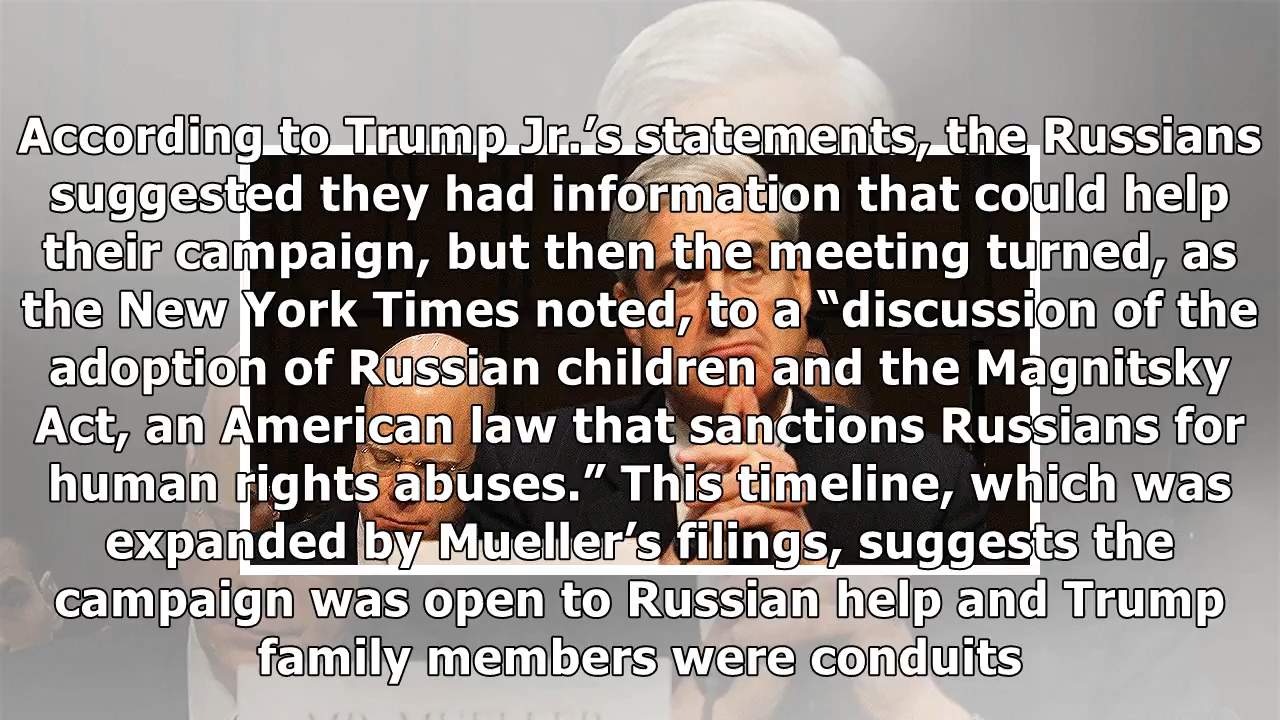 According to Trump Jr.’s statements, the Russians
suggested they had information that could help
their campaign, but then the meeting turned, as
the New York Times noted, to a “discussion of the
adoption of Russian children and the Magnitsky
Act, an American law that sanctions Russians for
human rights abuses.” This timeline, which was
expanded by Mueller’s filings, suggests the
campaign was open to Russian help and Trump
family members were conduits
MR. MUELLER